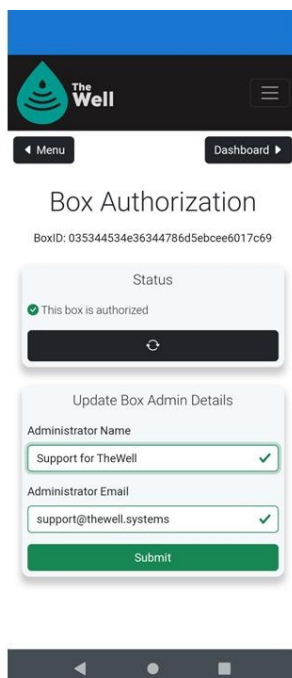 The
Well
Menu
Dashboard
Box Authorization
BoxID: 035344534e36344786d5ebcee6017c69
Status
This box is authorized
Update Box Admin Details
Administrator Name
Support for TheWell
Administrator Email
support@thewell.systems
Submit